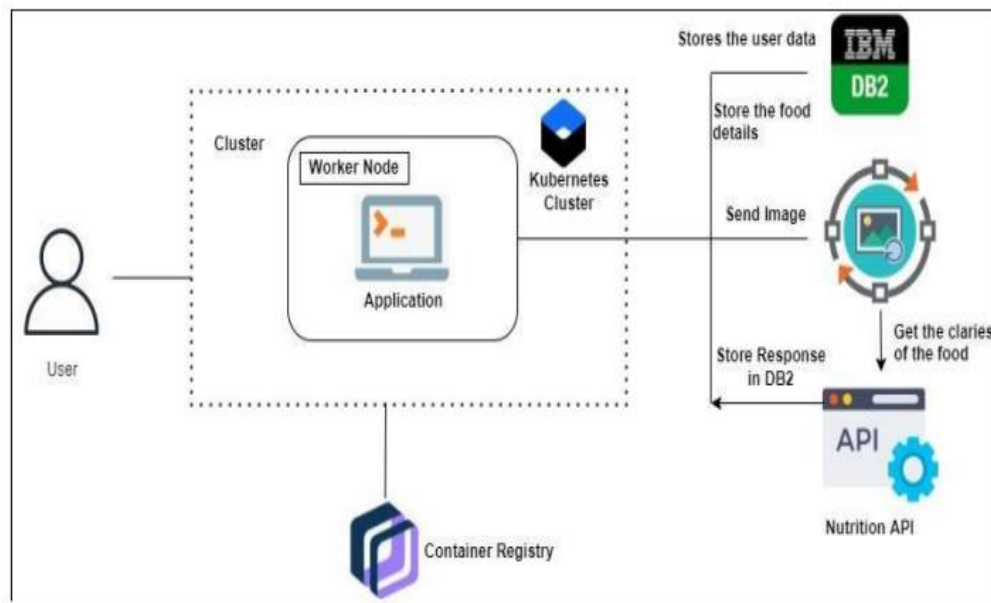 Stores the user data
IBM
DB2
Store the food
details
Cluster
Worker Node
Kubernetes
Cluster
Send Image
Application
User
Get the claries
of the food
Store Response
in DB2
API
Nutrition API
Container Registry